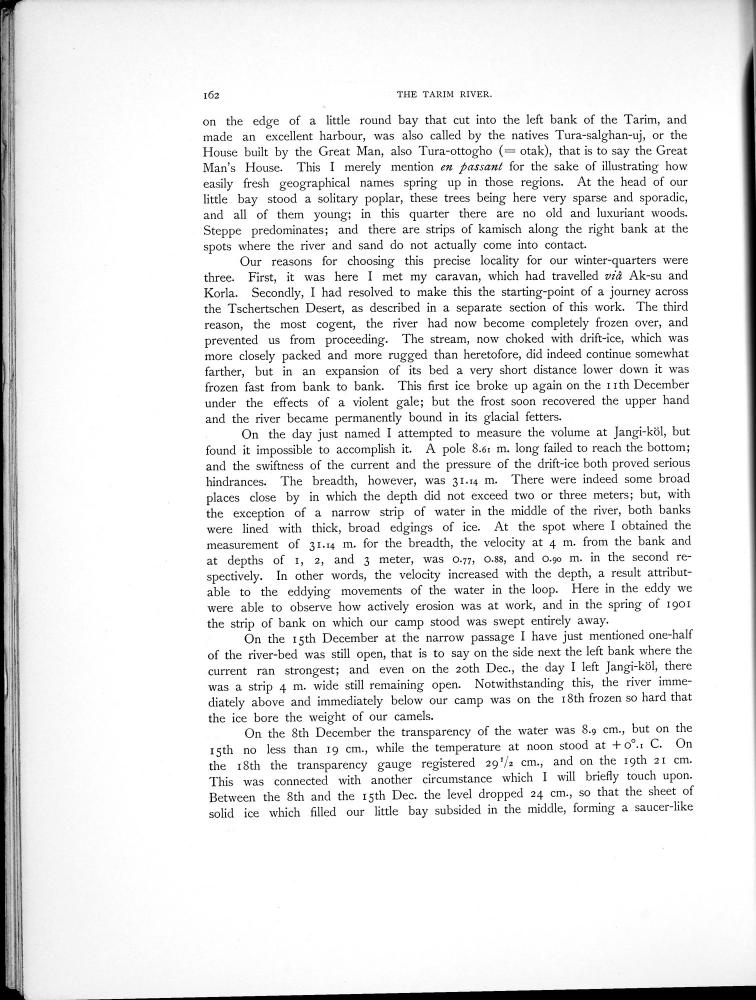 162
THE TARIM RIVER.
on the edge of a little round bay that cut into the left bank of the Tarim, and
made an excellent harbour, was also called by the natives Tura-salghan-uj, or the
House built by the Great Man, also Tura-ottogho (= otak), that is to say the Great
Man's House. This I merely mention en passant for the sake of illustrating how
easily fresh geographical names spring up in those regions. At the head of our
little bay stood a solitary poplar, these trees being here very sparse and sporadic,
and all of them young; in this quarter there are no old and luxuriant woods.
Steppe predominates; and there are strips of kamisch along the right bank at the
spots where the river and sand do not actually come into contact.
Our reasons for choosing this precise locality for our winter-quarters were
three. First, it was here I met my caravan, which had travelled viâ Ak-su and
Korla. Secondly, I had resolved to make this the starting-point of a journey across
the Tschertschen Desert, as described in a separate section of this work. The third
reason, the most cogent, the river had now become completely frozen over, and
prevented us from proceeding. The stream, now choked with drift-ice, which was
more closely packed and more rugged than heretofore, did indeed continue somewhat
farther, but in an expansion of its bed a very short distance lower down it was
frozen fast from bank to bank. This first ice broke up again on the 11th December
under the effects of a violent gale; but the frost soon recovered the upper hand
and the river became permanently bound in its glacial fetters.
On the day just named I attempted to measure the volume at Jangi-köl, but
found it impossible to accomplish it. A pole 8.61 m. long failed to reach the bottom;
and the swiftness of the current and the pressure of the drift-ice both proved serious
hindrances. The breadth, however, was 31.14 m. There were indeed some broad
places close by in which the depth did not exceed two or three meters; but, with
the exception of a narrow strip of water in the middle of the river, both banks
were lined with thick, broad edgings of ice. At the spot where I obtained the
measurement of 31.14 m. for the breadth, the velocity at 4 m. from the bank and
at depths of 1, 2, and 3 meter, was 0.77, 0.88, and 0.90 m. in the second re-
spectively. In other words, the velocity increased with the depth, a result attribut-
able to the eddying movements of the water in the loop. Here in the eddy we
were able to observe how actively erosion was at work, and in the spring of 1901
the strip of bank on which our camp stood was swept entirely away.
On the 15th December at the narrow passage I have just mentioned one-half
of the river-bed was still open, that is to say on the side next the left bank where the
current ran strongest; and even on the 20th Dec., the day I left Jangi-köl, there
was a strip 4 m. wide still remaining open. Notwithstanding this, the river imme-
diately above and immediately below our camp was on the 18th frozen so hard that
the ice bore the weight of our camels.
On the 8th December the transparency of the water was 8.9 cm., but on the
15th no less than 19 cm., while the temperature at noon stood at +0°.1 C. On
the 18th the transparency gauge registered 29 1/2 cm., and on the 19th 21 cm.
This was connected with another circumstance which I will briefly touch upon.
Between the 8th and the 15th Dec. the level dropped 24 cm., so that the sheet of
solid ice which filled our little bay subsided in the middle, forming a saucer-like